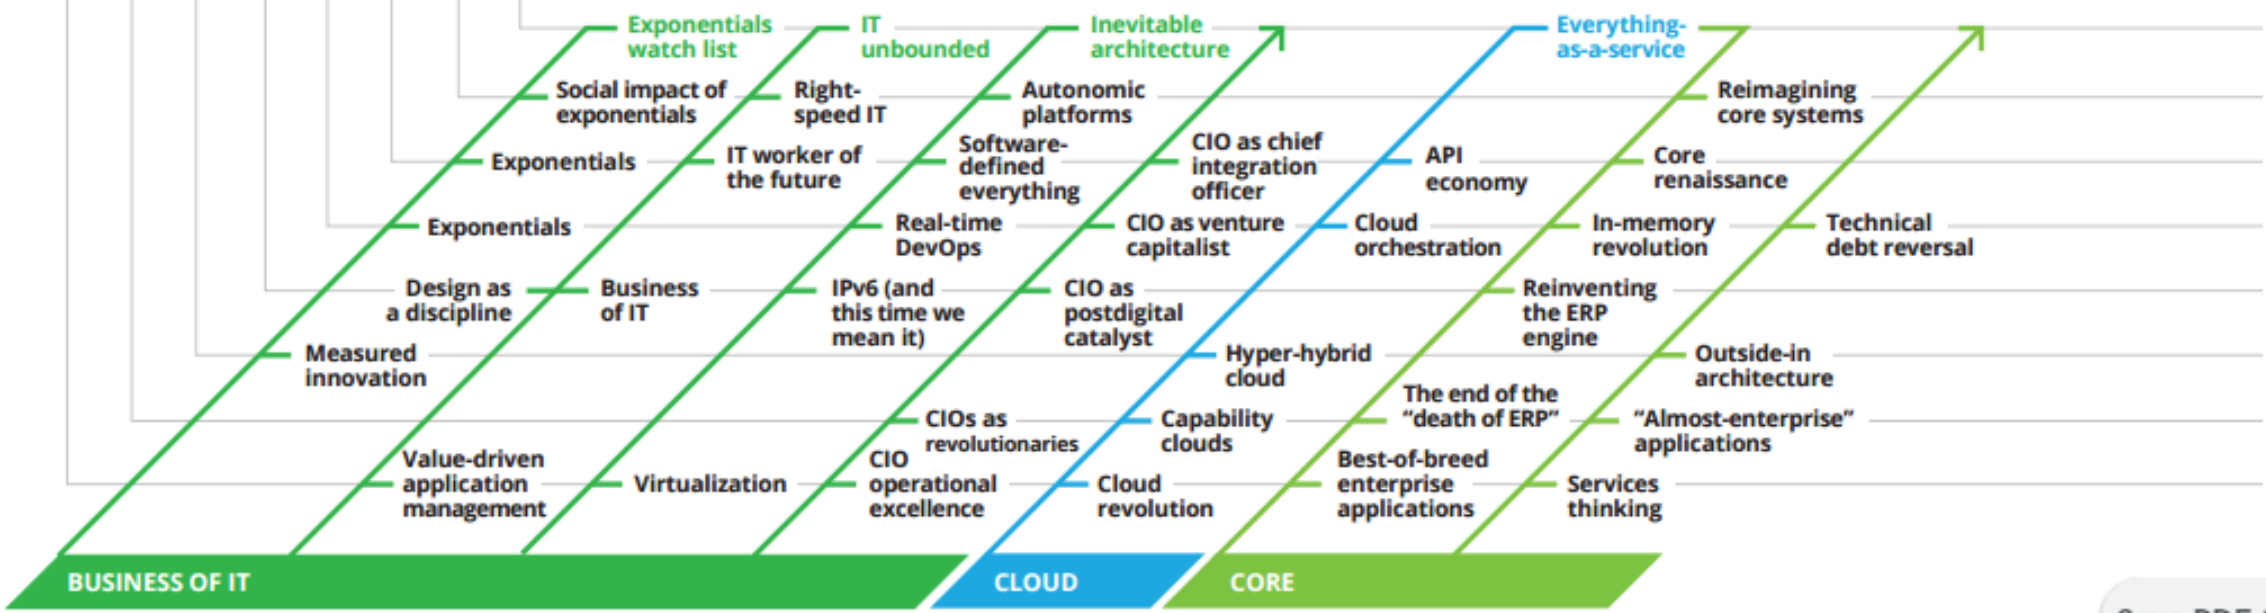 Exponentials
watch list
IT
unbounded
Inevitable
architecture
Everything-
as-a-service
Social impact of
exponentials
Right-
speed IT
Autonomic
platforms
Reimagining
core systems
Exponentials
IT worker of
the future
Software-
defined
everything
CIO as chief
integration
officer
API
economy
Core
renaissance
Exponentials
Real-time
DevOps
CIO as venture
capitalist
Cloud
orchestration
In-memory
revolution
Technical
debt reversal
Design as
a discipline
Business
of IT
IPv6 (and
this time we
mean it)
CIO as
postdigital
catalyst
Reinventing
the ERP
engine
Measured
innovation
Hyper-hybrid
cloud
Outside-in
architecture
CIOs as
revolutionaries
Capability
clouds
The end of the
“death of ERP”
“Almost-enterprise”
applications
Value-driven
application
management
Virtualization
CIO
operational
excellence
Cloud
revolution
Best-of-breed
enterprise
applications
Services
thinking
BUSINESS OF IT
CLOUD
CORE